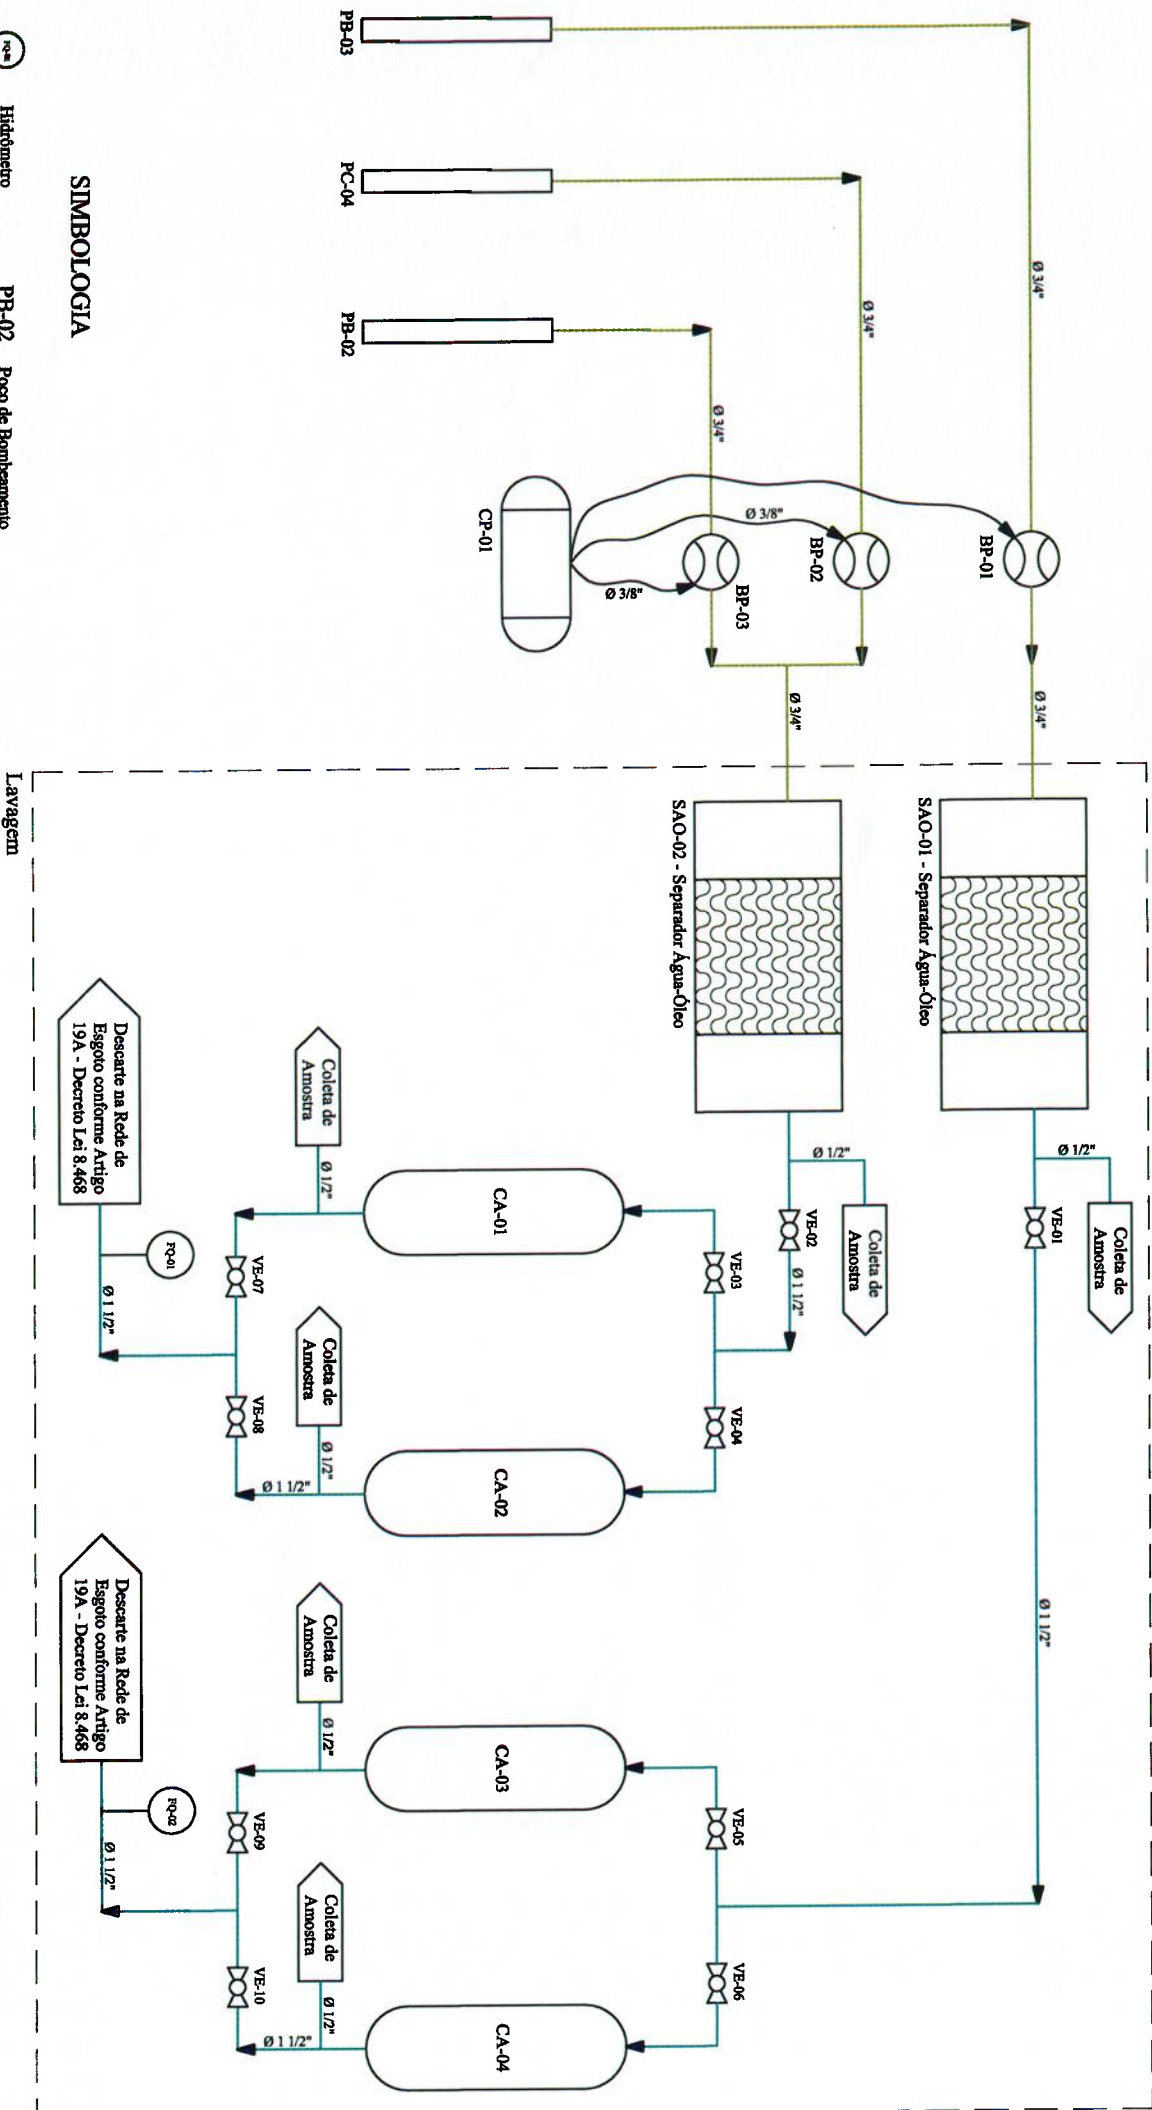 PB-03
PC-04
PB-02
Ø 3/4"
Ø 3/4"
Ø 3/4"
CP-01
Ø 3/8"
Ø 3/8"
BP-01
BP-02
BP-03
Ø 3/4"
Ø 3/4"
SAO-01 - Separador Água-Óleo
SAO-02 - Separador Água-Óleo
Ø 1/2"
Coleta de
Amostra
VE-01
Ø 1 1/2"
Ø 1/2"
Coleta de
Amostra
VE-02
Ø 1 1/2"
VE-03
VE-04
VE-05
VE-06
CA-01
CA-02
CA-03
CA-04
Coleta de
Amostra
Ø 1/2"
Coleta de
Amostra
Ø 1/2"
Ø 1 1/2"
Coleta de
Amostra
Ø 1/2"
Coleta de
Amostra
Ø 1/2"
Ø 1 1/2"
VE-07
VE-08
VE-09
VE-10
Descarte na Rede de
Esgoto conforme Artigo
19A - Decreto Lei 8.468
FQ-01
Ø 1 1/2"
Descarte na Rede de
Esgoto conforme Artigo
19A - Decreto Lei 8.468
FQ-02
Ø 1 1/2"
Lavagem
SIMBOLOGIA
Hidrômetro
PB-02 Poço de Bombeamento